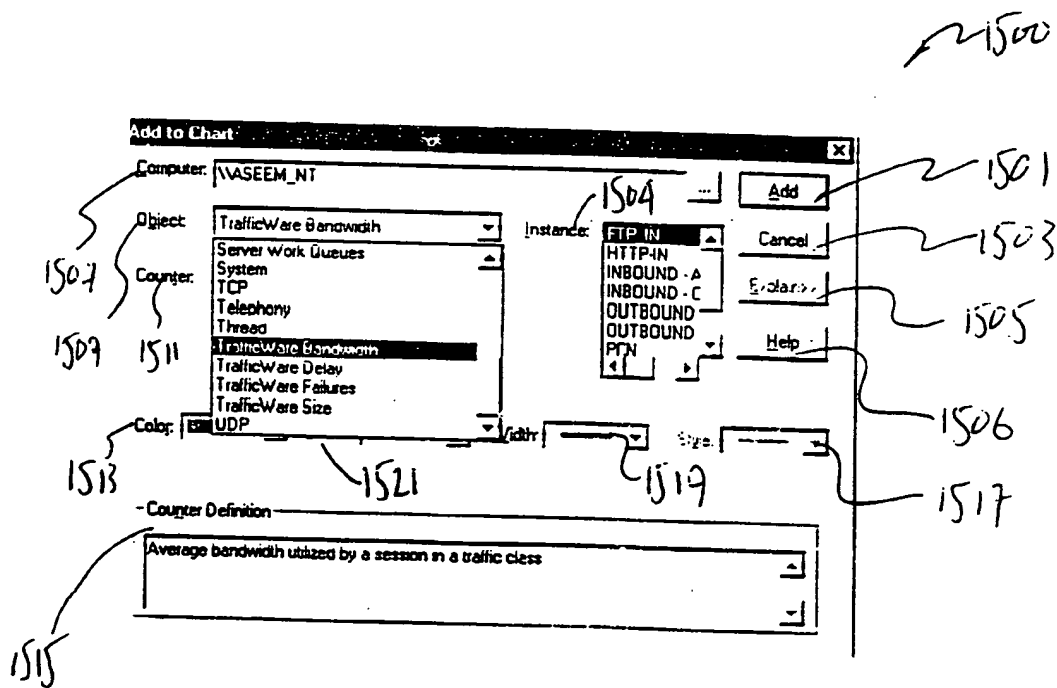 1500
Add to Chart
Computer: \\ASEEM_NT ... Add 1501
Object: TrafficWare Bandwidth Instance: 1504 FTP_IN Cancel 1503
Server Work Queues HTTP-IN
System INBOUND - A
1507 Counter: TCP INBOUND - C 1505
Telephony OUTBOUND
Thread OUTBOUND
1509 1511 TrafficWare Bandwidth PCN Help
TrafficWare Delay
TrafficWare Failures
TrafficWare Size
Color: UDP Width: Style: 1506
1513 1521 1519 1517
Counter Definition
Average bandwidth utilized by a session in a traffic class
1515